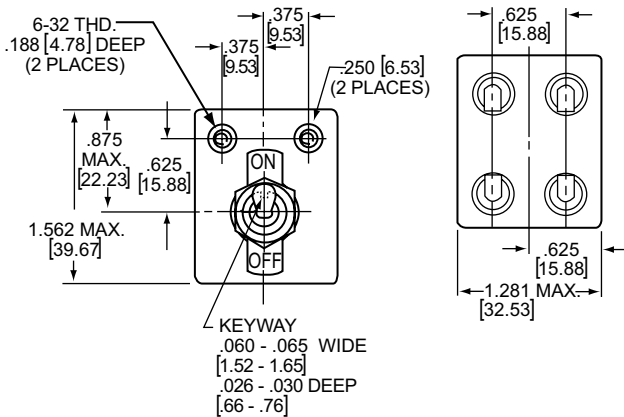 6-32 THD.
.188 [4.78] DEEP
(2 PLACES)
.375
[9.53]
.375
[9.53]
.250 [6.53]
(2 PLACES)
.875
MAX.
[22.23]
.625
[15.88]
1.562 MAX.
[39.67]
ON
OFF
KEYWAY
.060 - .065 WIDE
[1.52 - 1.65]
.026 - .030 DEEP
[.66 - .76]
.625
[15.88]
.625
[15.88]
1.281 MAX.
[32.53]